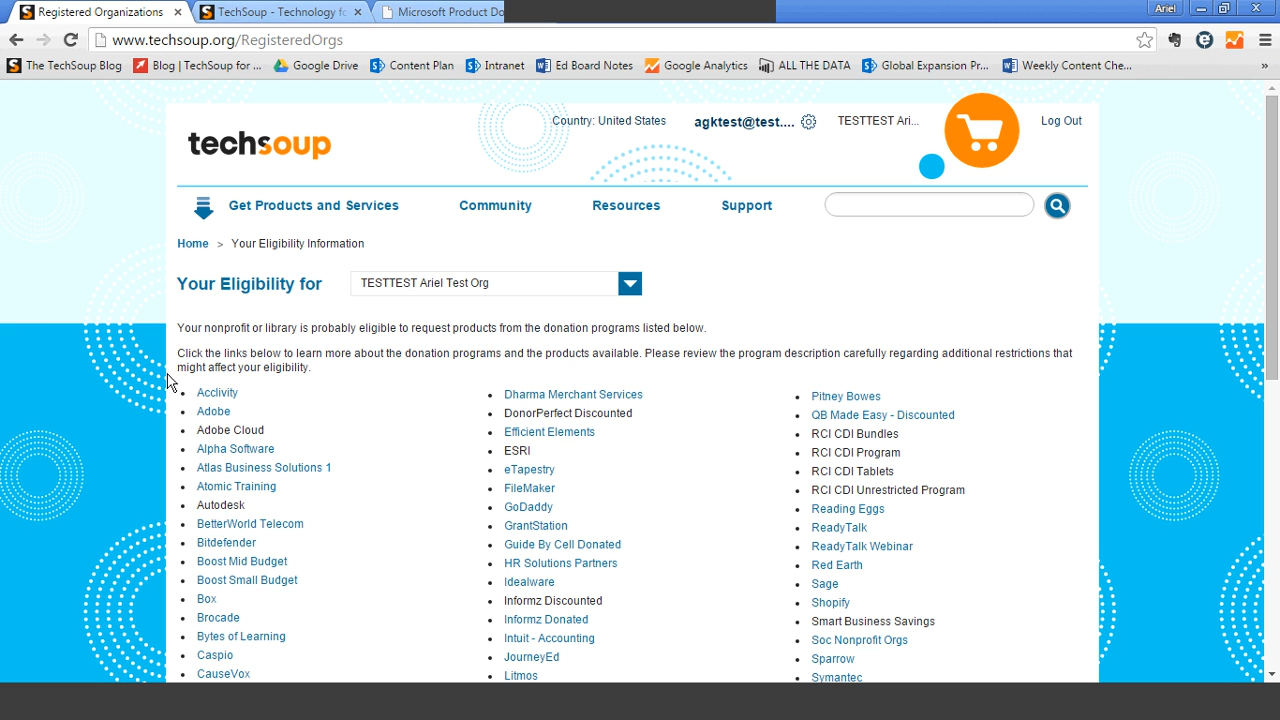 Registered Organizations
TechSoup - Technology fo
Microsoft Product Do
Ariel
www.techsoup.org/RegisteredOrgs
The TechSoup Blog
Blog | TechSoup for ...
Google Drive
Content Plan
Intranet
Ed Board Notes
Google Analytics
ALL THE DATA
Global Expansion Pr...
Weekly Content Che...
»
techsoup
Country: United States
agktest@test....
TESTTEST Ari...
Log Out
Get Products and Services
Community
Resources
Support
Home > Your Eligibility Information
Your Eligibility for
TESTTEST Ariel Test Org
Your nonprofit or library is probably eligible to request products from the donation programs listed below.
Click the links below to learn more about the donation programs and the products available. Please review the program description carefully regarding additional restrictions that
might affect your eligibility.
Acclivity
Adobe
Adobe Cloud
Alpha Software
Atlas Business Solutions 1
Atomic Training
Autodesk
BetterWorld Telecom
Bitdefender
Boost Mid Budget
Boost Small Budget
Box
Brocade
Bytes of Learning
Caspio
CauseVox
Dharma Merchant Services
DonorPerfect Discounted
Efficient Elements
ESRI
eTapestry
FileMaker
GoDaddy
GrantStation
Guide By Cell Donated
HR Solutions Partners
Idealware
Informz Discounted
Informz Donated
Intuit - Accounting
JourneyEd
Litmos
Pitney Bowes
QB Made Easy - Discounted
RCI CDI Bundles
RCI CDI Program
RCI CDI Tablets
RCI CDI Unrestricted Program
Reading Eggs
ReadyTalk
ReadyTalk Webinar
Red Earth
Sage
Shopify
Smart Business Savings
Soc Nonprofit Orgs
Sparrow
Symantec